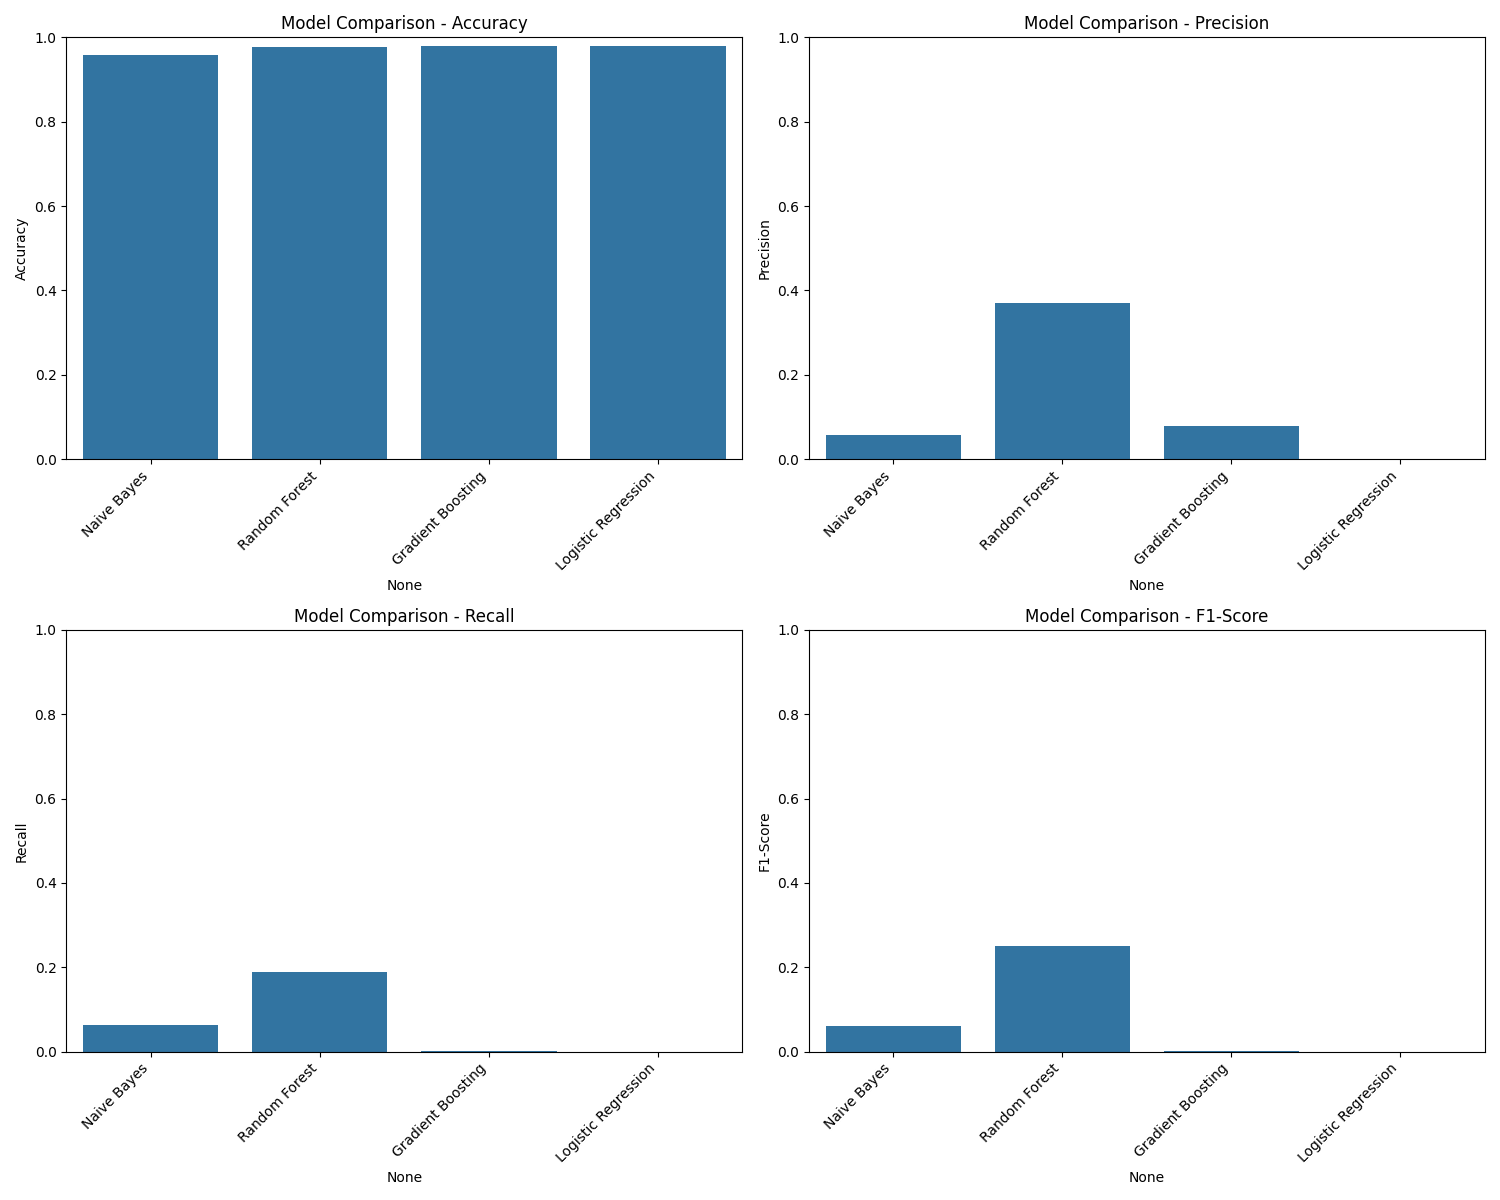 Model Comparison - Accuracy
1.0
0.8
0.6
0.4
0.2
0.0
Accuracy
Naive Bayes
Random Forest
Gradient Boosting
Logistic Regression
None
Model Comparison - Precision
1.0
0.8
0.6
0.4
0.2
0.0
Precision
Naive Bayes
Random Forest
Gradient Boosting
Logistic Regression
None
Model Comparison - Recall
1.0
0.8
0.6
0.4
0.2
0.0
Recall
Naive Bayes
Random Forest
Gradient Boosting
Logistic Regression
None
Model Comparison - F1-Score
1.0
0.8
0.6
0.4
0.2
0.0
F1-Score
Naive Bayes
Random Forest
Gradient Boosting
Logistic Regression
None